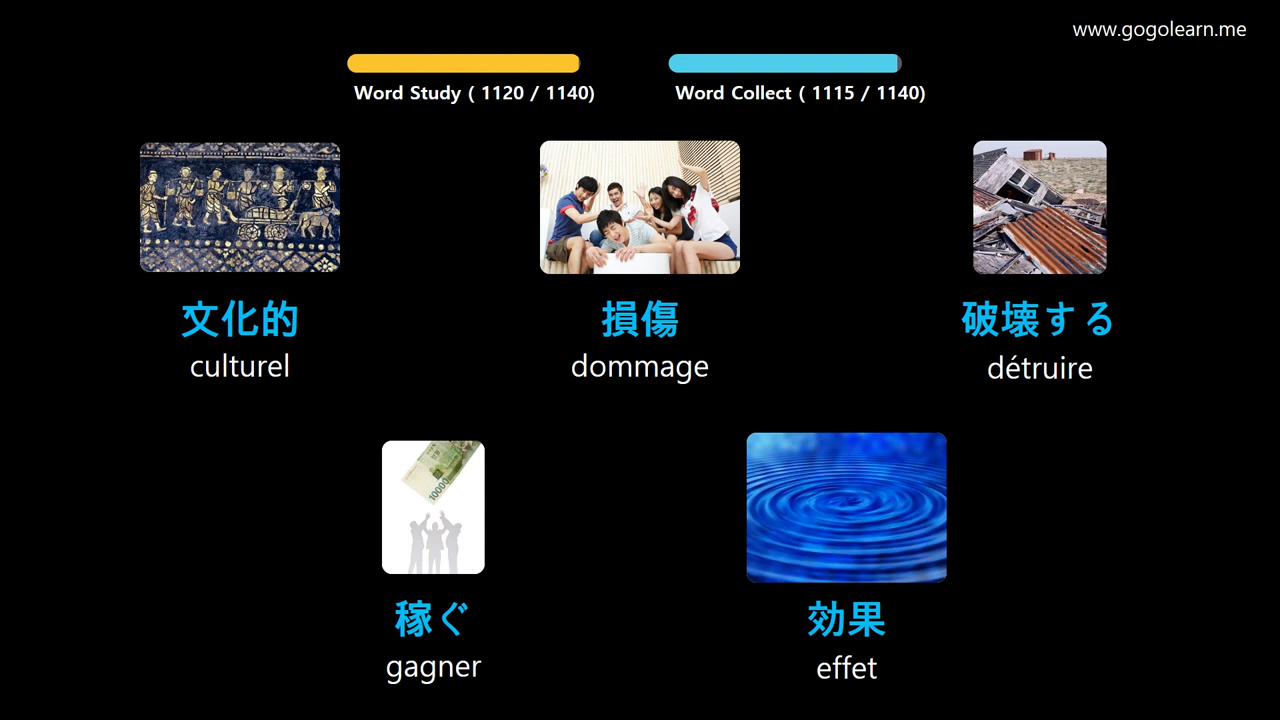 www.gogolearn.me
Word Study ( 1120 / 1140)
Word Collect ( 1115 / 1140)
文化的
culturel
損傷
dommage
破壊する
détruire
10000
稼ぐ
gagner
効果
effet